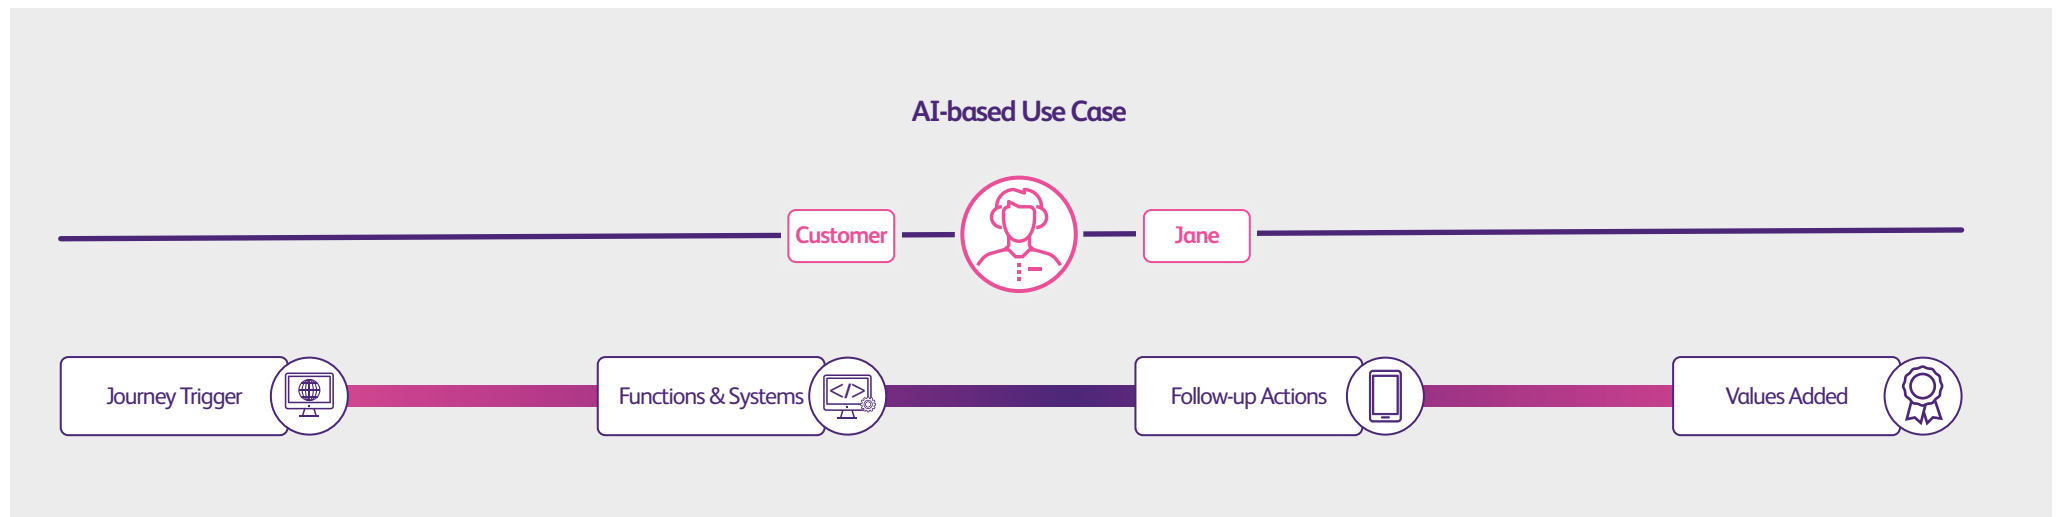 AI-based Use Case
Customer
Jane
Journey Trigger
Functions & Systems
</>
Follow-up Actions
Values Added